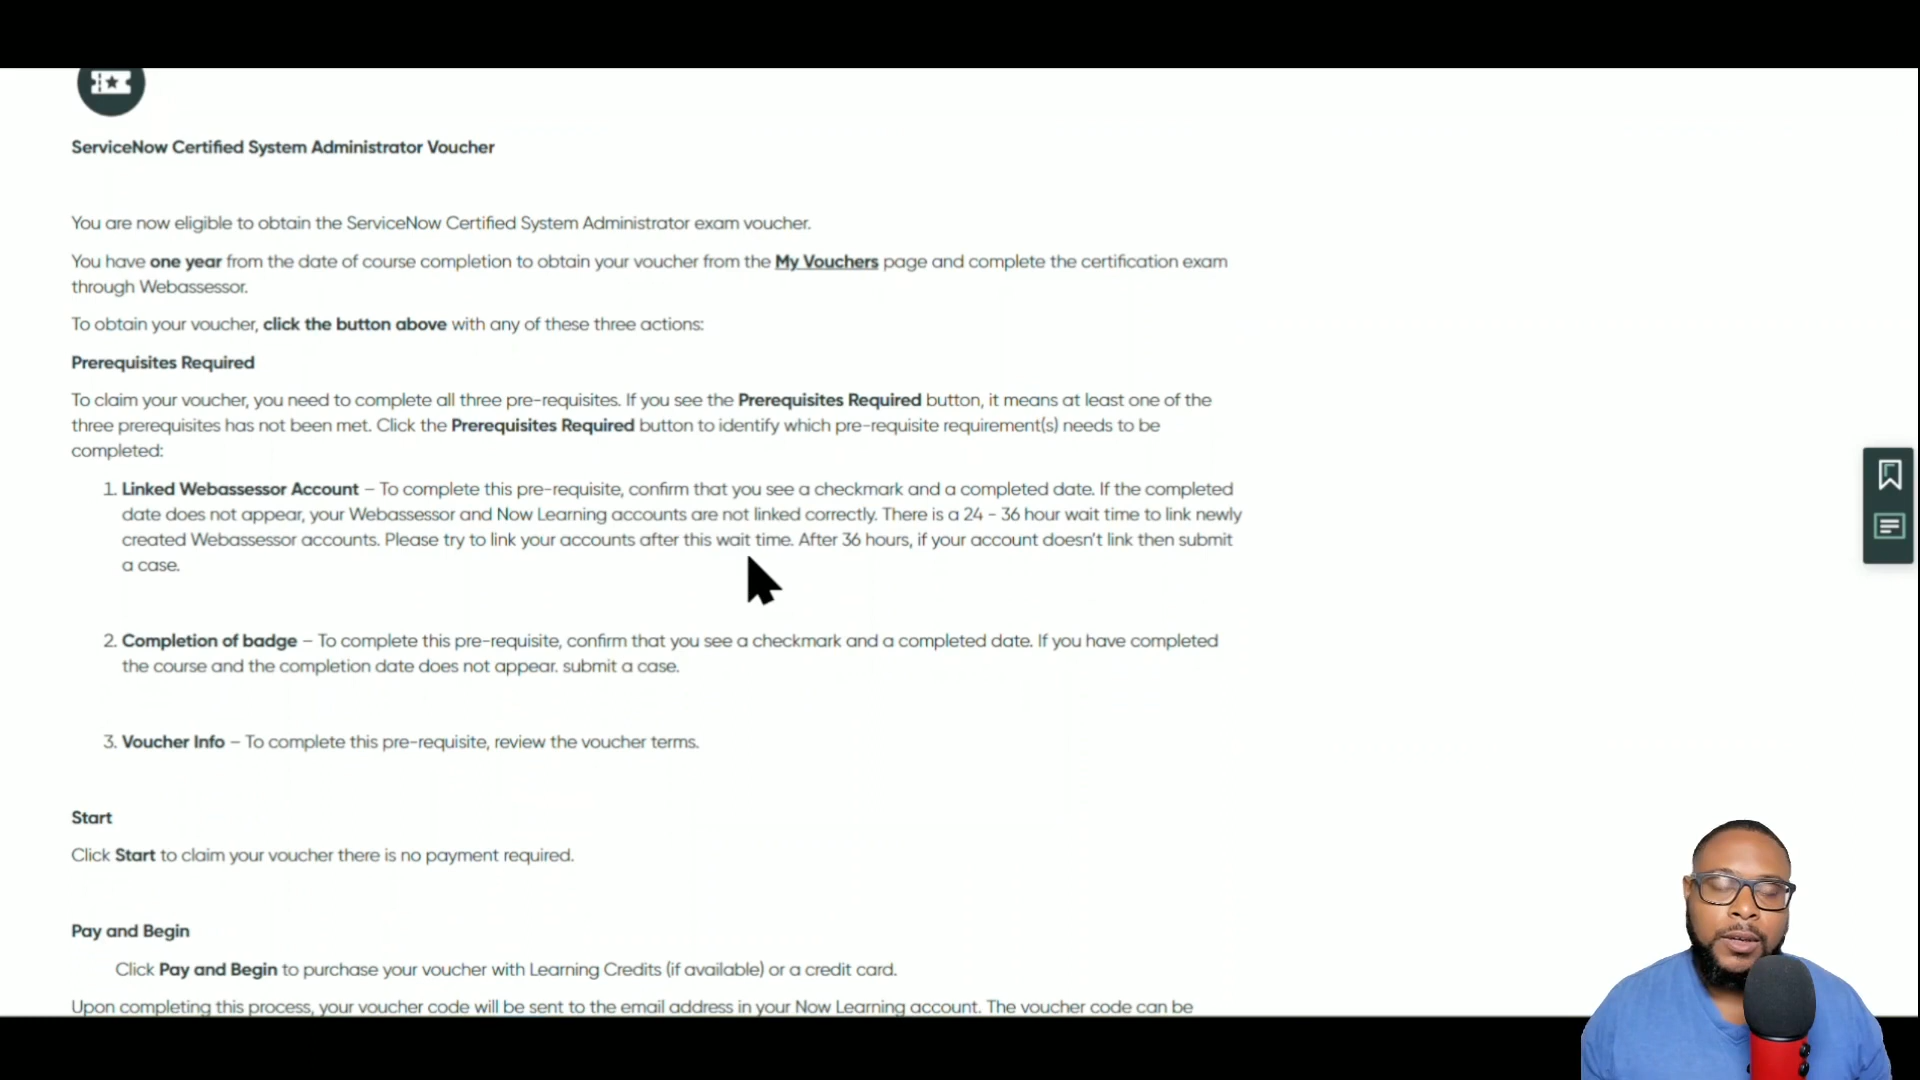 ServiceNow Certified System Administrator Voucher
You are now eligible to obtain the ServiceNow Certified System Administrator exam voucher.
You have one year from the date of course completion to obtain your voucher from the My Vouchers page and complete the certification exam
through Webassessor.
To obtain your voucher, click the button above with any of these three actions:
Prerequisites Required
To claim your voucher, you need to complete all three pre-requisites. If you see the Prerequisites Required button, it means at least one of the
three prerequisites has not been met. Click the Prerequisites Required button to identify which pre-requisite requirement(s) needs to be
completed:
1. Linked Webassessor Account – To complete this pre-requisite, confirm that you see a checkmark and a completed date. If the completed
date does not appear, your Webassessor and Now Learning accounts are not linked correctly. There is a 24 - 36 hour wait time to link newly
created Webassessor accounts. Please try to link your accounts after this wait time. After 36 hours, if your account doesn't link then submit
a case.
2. Completion of badge – To complete this pre-requisite, confirm that you see a checkmark and a completed date. If you have completed
the course and the completion date does not appear. submit a case.
3. Voucher Info – To complete this pre-requisite, review the voucher terms.
Start
Click Start to claim your voucher there is no payment required.
Pay and Begin
Click Pay and Begin to purchase your voucher with Learning Credits (if available) or a credit card.
Upon completing this process, your voucher code will be sent to the email address in your Now Learning account. The voucher code can be